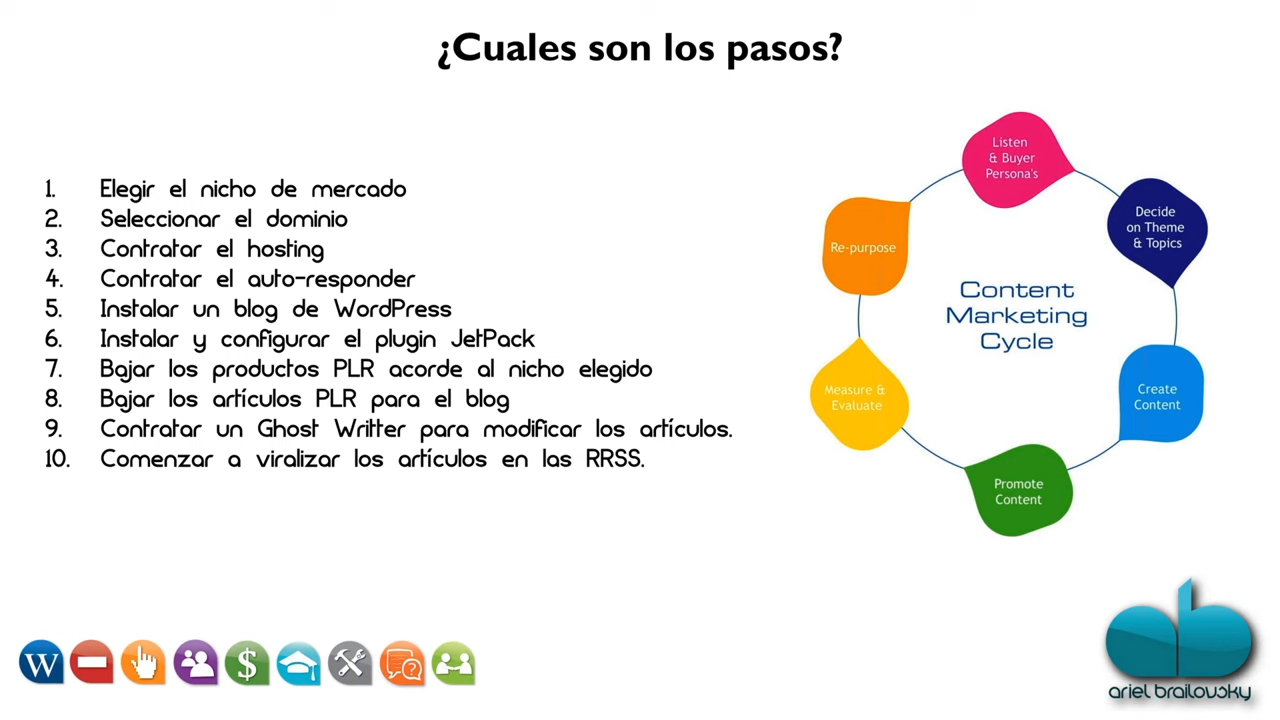 ¿Cuales son los pasos?
1. Elegir el nicho de mercado
2. Seleccionar el dominio
3. Contratar el hosting
4. Contratar el auto-responder
5. Instalar un blog de WordPress
6. Instalar y configurar el plugin JetPack
7. Bajar los productos PLR acorde al nicho elegido
8. Bajar los artículos PLR para el blog
9. Contratar un Ghost Writter para modificar los artículos.
10. Comenzar a viralizar los artículos en las RRSS.
Listen
& Buyer
Persona's
Decide
on Theme
& Topics
Create
Content
Promote
Content
Measure &
Evaluate
Re-purpose
Content
Marketing
Cycle
W
$
?
ab
ariel brailovsky